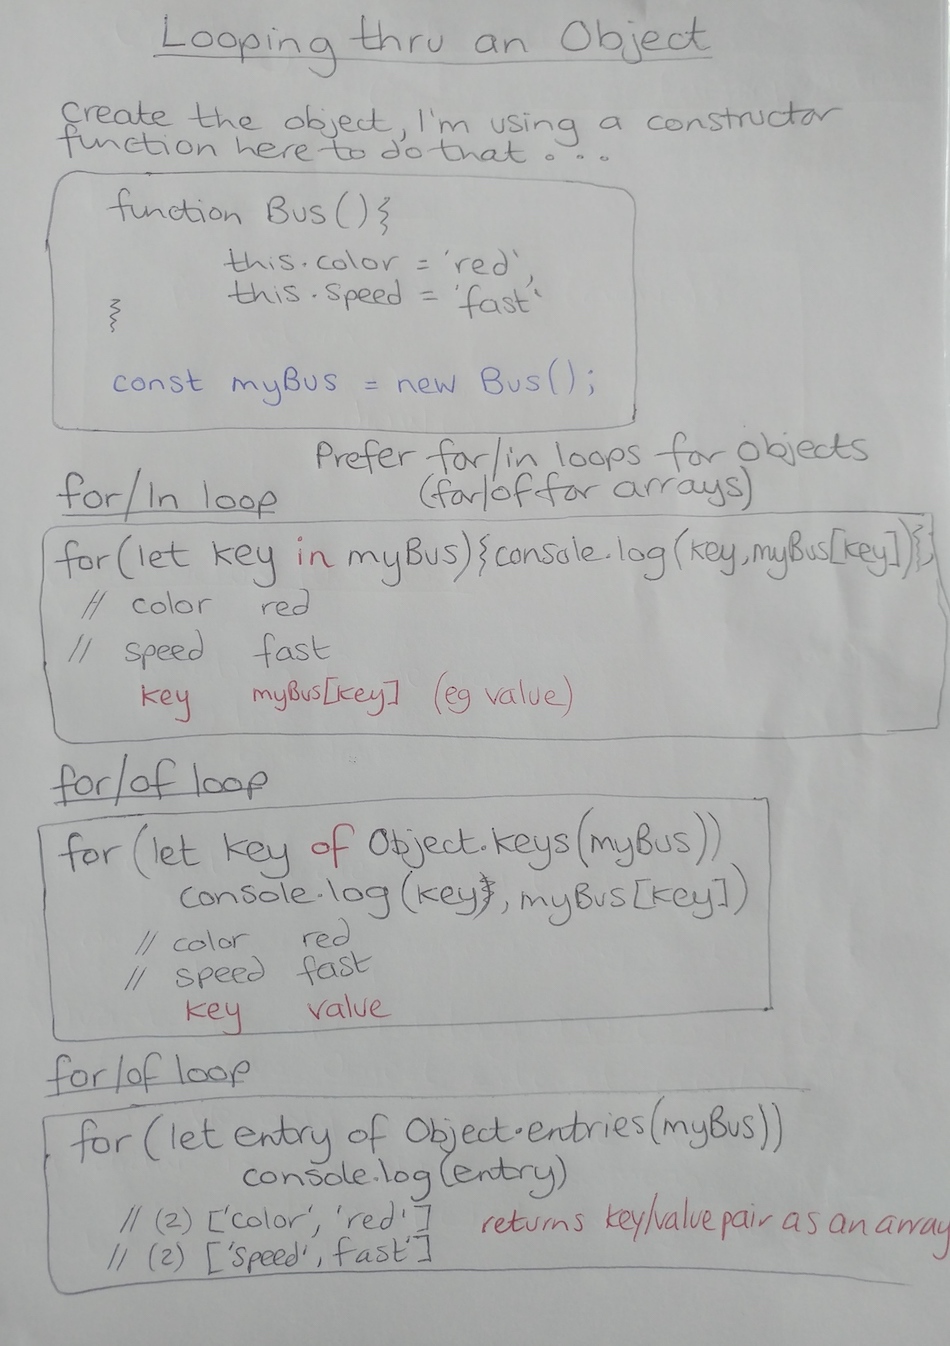 Looping thru an Object
Create the object, I'm using a constructor
function here to do that . . .
function Bus(){
this.color = 'red',
this.speed = 'fast'
}
const myBus = new Bus();
Prefer for/in loops for objects
(for/of for arrays)
for/In loop
for(let key in myBus){console.log(key,myBus[key])};
// color red
// speed fast
key myBus[key] (eg value)
for/of loop
for (let key of Object.keys(myBus))
console.log(key, myBus[key])
// color red
// speed fast
key value
for/of loop
for (let entry of Object.entries(myBus))
console.log(entry)
// (2) ['color', 'red'] returns key/value pair as an array
// (2) ['speed', fast']